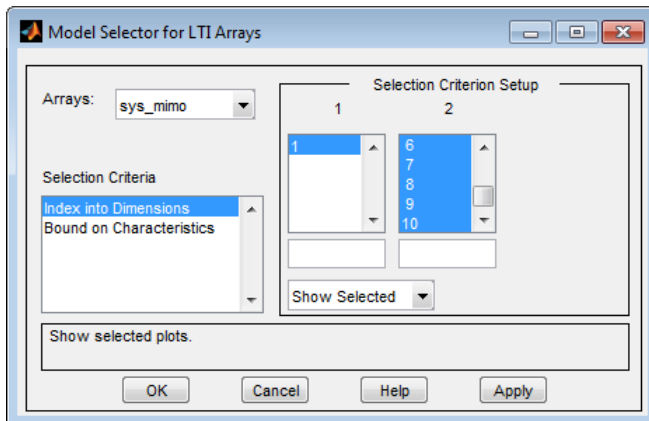 Model Selector for LTI Arrays
Arrays:
sys_mimo
Selection Criteria
Index into Dimensions
Bound on Characteristics
Selection Criterion Setup
1 2
1
6
7
8
9
10
Show Selected
Show selected plots.
OK Cancel Help Apply